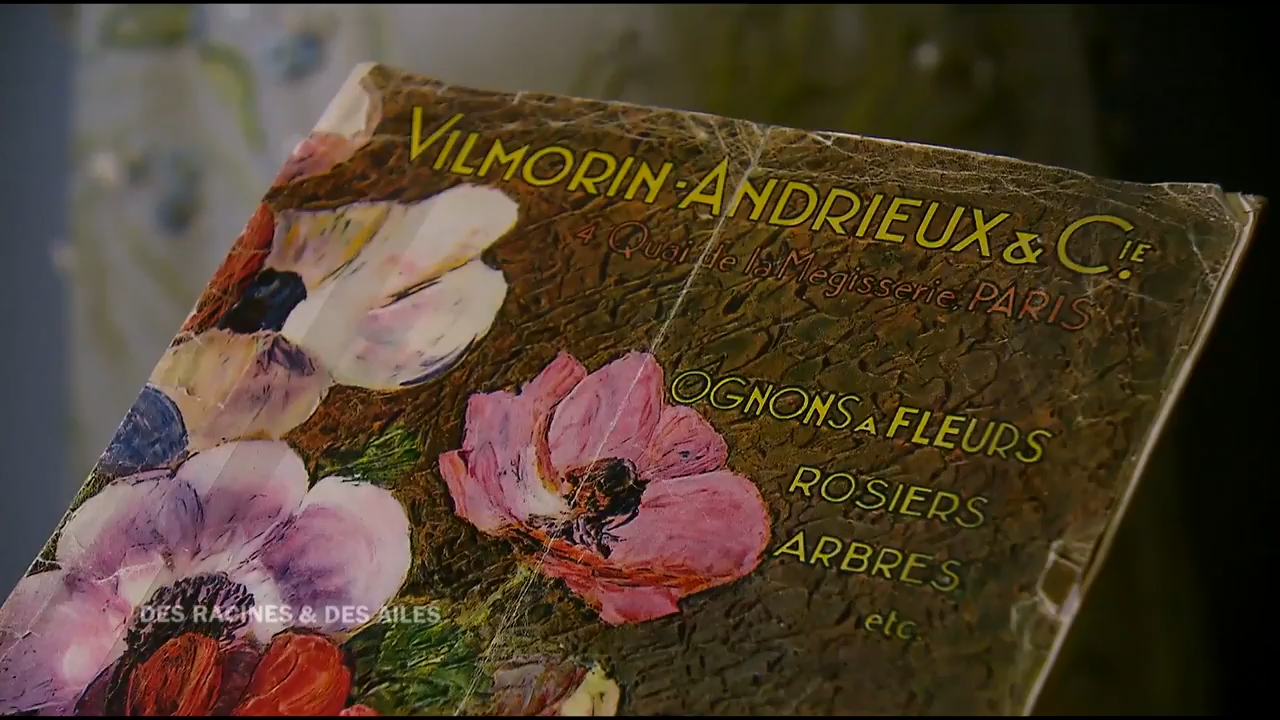 VILMORIN-ANDRIEUX & CIE.
4 Quai de la Megisserie. PARIS
OGNONS A FLEURS
ROSIERS
ARBRES
etc.
DES RACINES & DES AILES